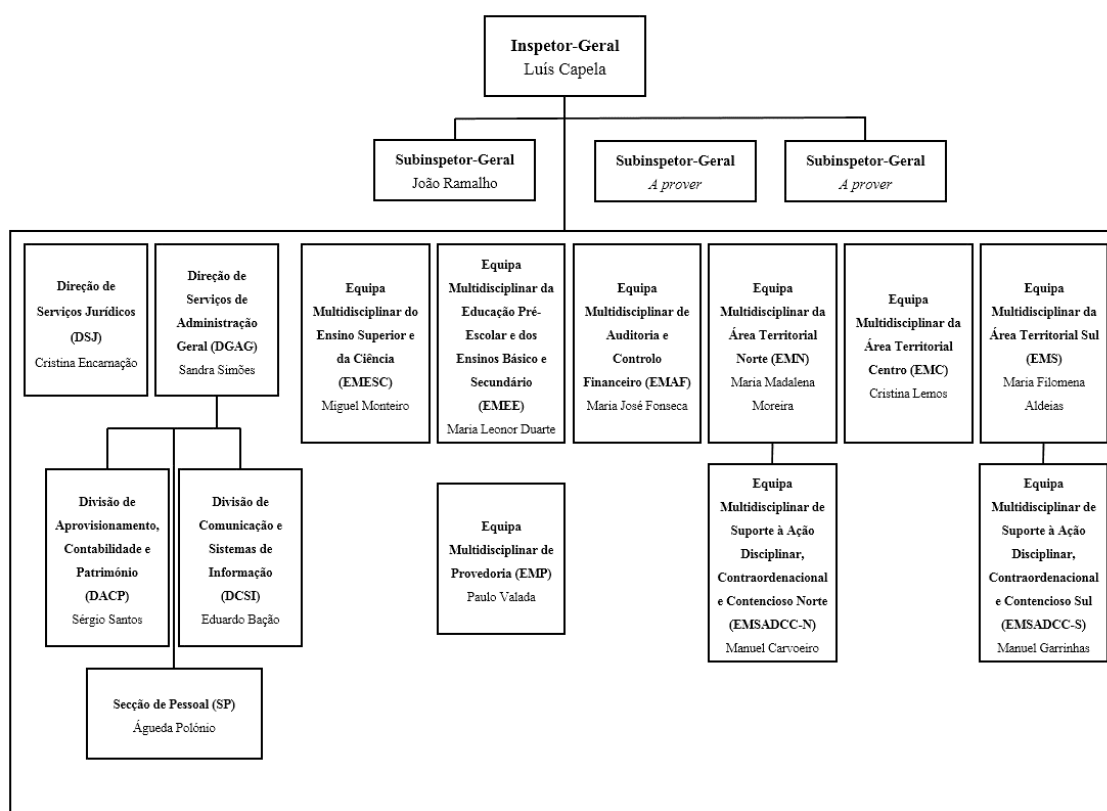 Inspetor-Geral
Luís Capela
Subinspetor-Geral
João Ramalho
Subinspetor-Geral
A prover
Subinspetor-Geral
A prover
Direção de
Serviços Jurídicos
(DSJ)
Cristina Encarnação
Direção de
Serviços de
Administração
Geral (DGAG)
Sandra Simões
Equipa
Multidisciplinar do
Ensino Superior e
da Ciência
(EMESC)
Miguel Monteiro
Equipa
Multidisciplinar da
Educação Pré-
Escolar e dos
Ensinos Básico e
Secundário
(EMEE)
Maria Leonor Duarte
Equipa
Multidisciplinar de
Auditoria e
Controlo
Financeiro (EMAF)
Maria José Fonseca
Equipa
Multidisciplinar da
Área Territorial
Norte (EMN)
Maria Madalena
Moreira
Equipa
Multidisciplinar da
Área Territorial
Centro (EMC)
Cristina Lemos
Equipa
Multidisciplinar da
Área Territorial Sul
(EMS)
Maria Filomena
Aldeias
Divisão de
Aprovisionamento,
Contabilidade e
Património
(DACP)
Sérgio Santos
Divisão de
Comunicação e
Sistemas de
Informação
(DCSI)
Eduardo Bação
Equipa
Multidisciplinar de
Provedoria (EMP)
Paulo Valada
Equipa
Multidisciplinar de
Suporte à Ação
Disciplinar,
Contraordenacional
e Contencioso Norte
(EMSADCC-N)
Manuel Carvoeiro
Equipa
Multidisciplinar de
Suporte à Ação
Disciplinar,
Contraordenacional
e Contencioso Sul
(EMSADCC-S)
Manuel Garrinhas
Secção de Pessoal (SP)
Águeda Polónio